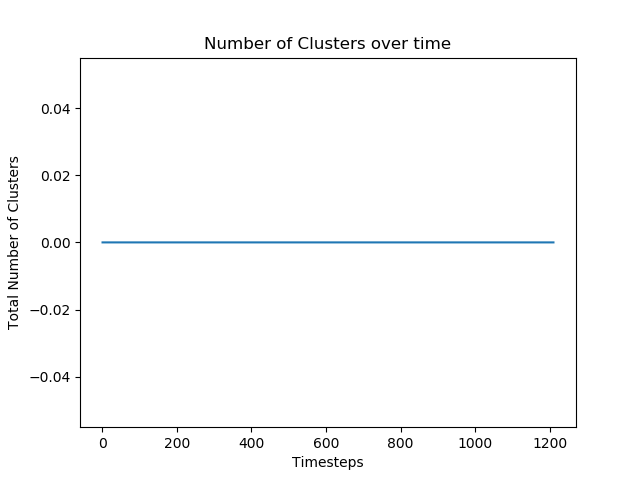 Number of Clusters over time
Total Number of Clusters
0.04
0.02
0.00
−0.02
−0.04
0 200 400 600 800 1000 1200
Timesteps